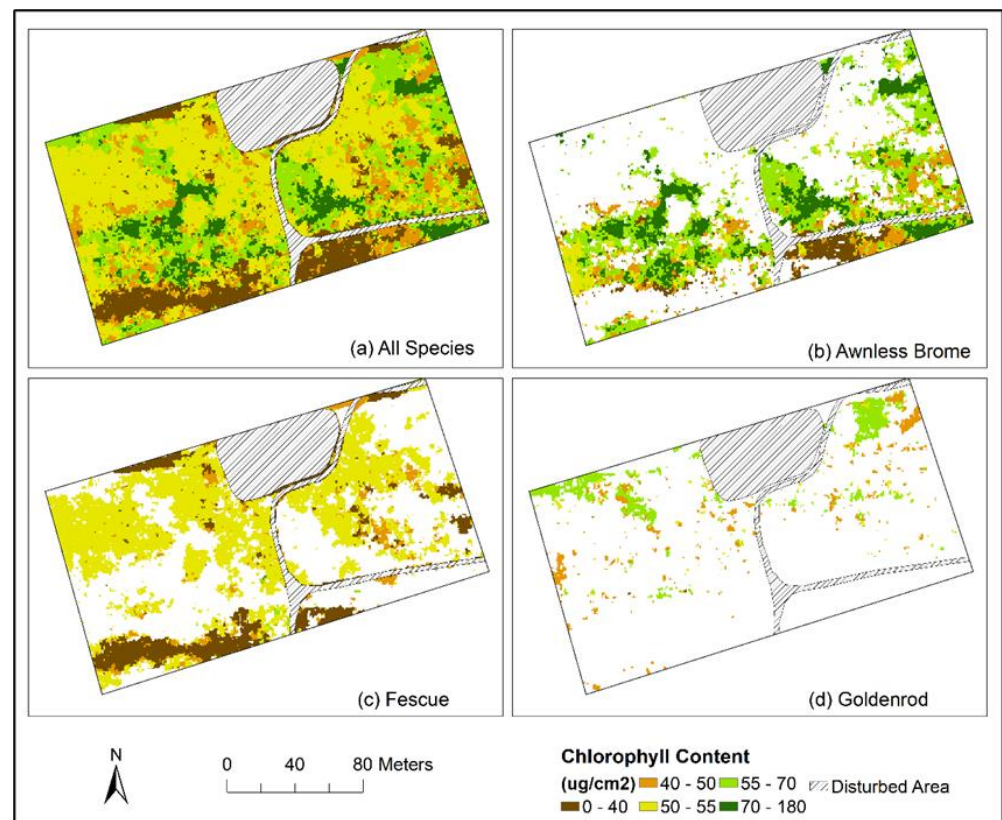 (a) All Species
(b) Awnless Brome
(c) Fescue
(d) Goldenrod
N
0 40 80 Meters
Chlorophyll Content
(ug/cm2) 40 - 50 55 - 70 Disturbed Area
0 - 40 50 - 55 70 - 180